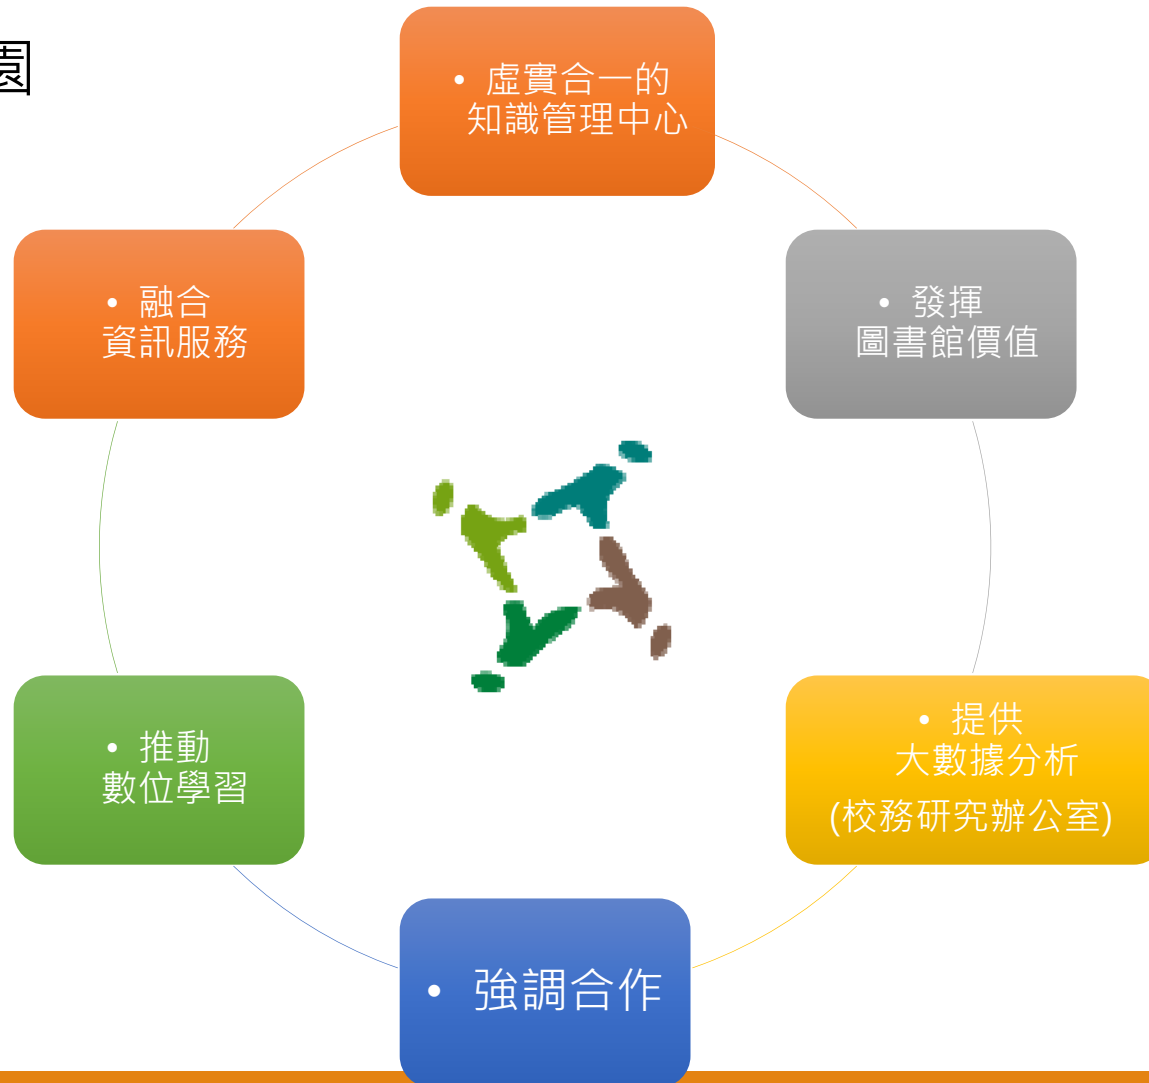 園
• 虛實合一的
知識管理中心
• 融合
資訊服務
• 發揮
圖書館價值
• 推動
數位學習
• 提供
大數據分析
(校務研究辦公室)
• 強調合作